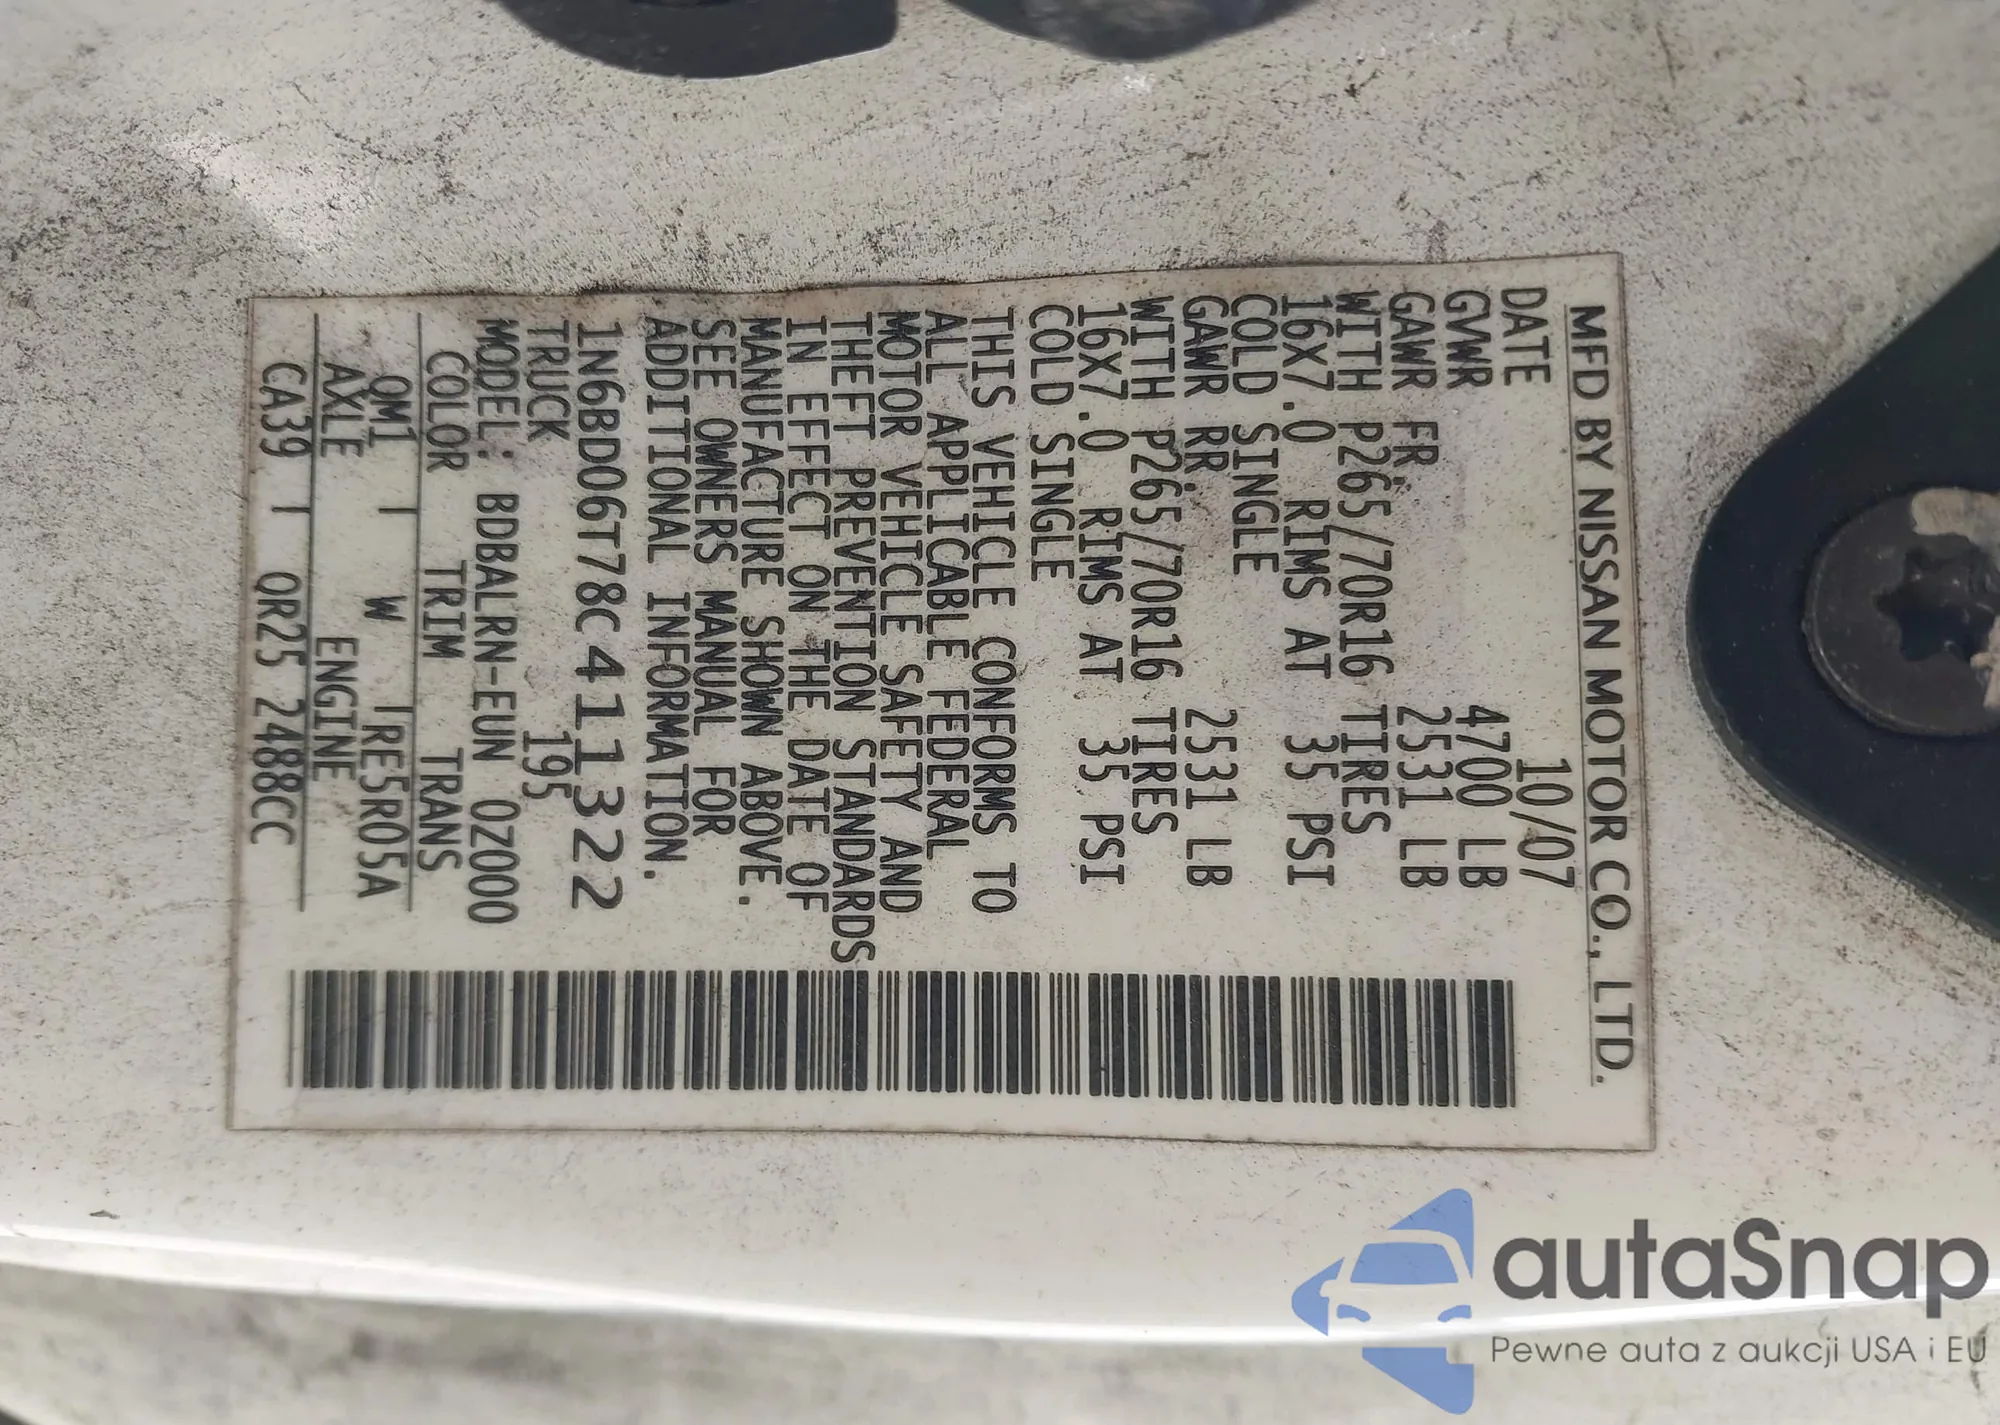 MFD BY NISSAN MOTOR CO., LTD.
DATE 10/07
GVWR 4700 LB
GAWR FR. 2531 LB
WITH P265/70R16 TIRES
16X7.0 RIMS AT 35 PSI
COLD SINGLE
GAWR RR. 2531 LB
WITH P265/70R16 TIRES
16X7.0 RIMS AT 35 PSI
COLD SINGLE
THIS VEHICLE CONFORMS TO
ALL APPLICABLE FEDERAL
MOTOR VEHICLE SAFETY AND
THEFT PREVENTION STANDARDS
IN EFFECT ON THE DATE OF
MANUFACTURE SHOWN ABOVE.
SEE OWNERS MANUAL FOR
ADDITIONAL INFORMATION.
1N6BD06T78C411322
TRUCK 195
MODEL: BDBALRN-EUN 0Z000
COLOR TRIM TRANS
QM1 W RE5R05A
AXLE ENGINE
CA39 QR25 2488CC
autaSnap
Pewne auta z aukcji USA i EU